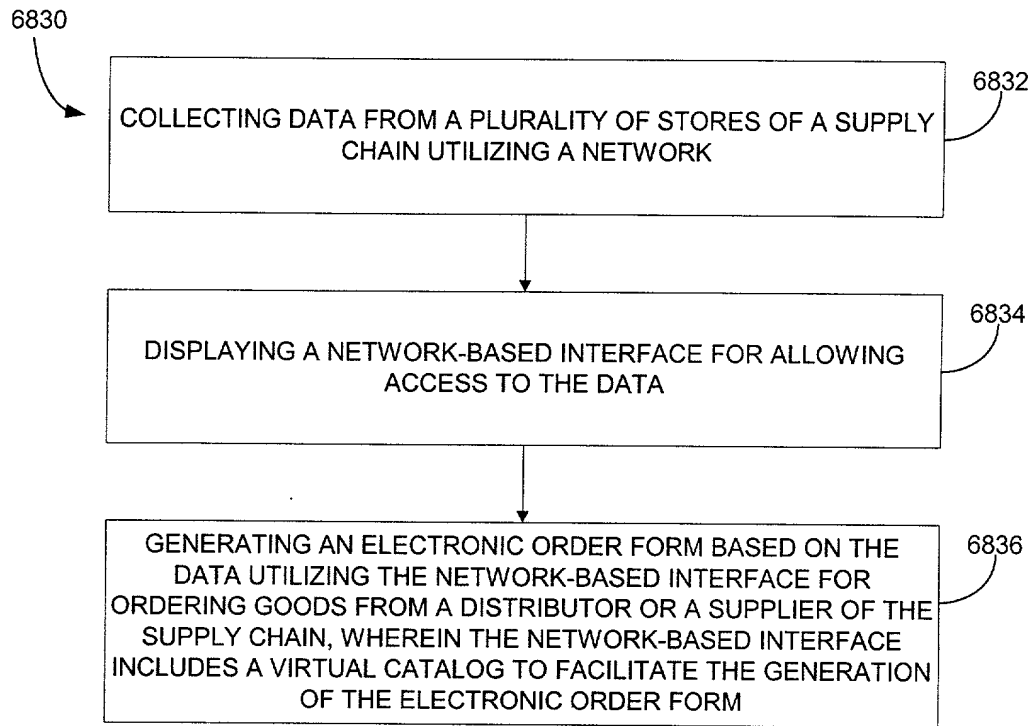 6830
6832
COLLECTING DATA FROM A PLURALITY OF STORES OF A SUPPLY
CHAIN UTILIZING A NETWORK
6834
DISPLAYING A NETWORK-BASED INTERFACE FOR ALLOWING
ACCESS TO THE DATA
6836
GENERATING AN ELECTRONIC ORDER FORM BASED ON THE
DATA UTILIZING THE NETWORK-BASED INTERFACE FOR
ORDERING GOODS FROM A DISTRIBUTOR OR A SUPPLIER OF THE
SUPPLY CHAIN, WHEREIN THE NETWORK-BASED INTERFACE
INCLUDES A VIRTUAL CATALOG TO FACILITATE THE GENERATION
OF THE ELECTRONIC ORDER FORM